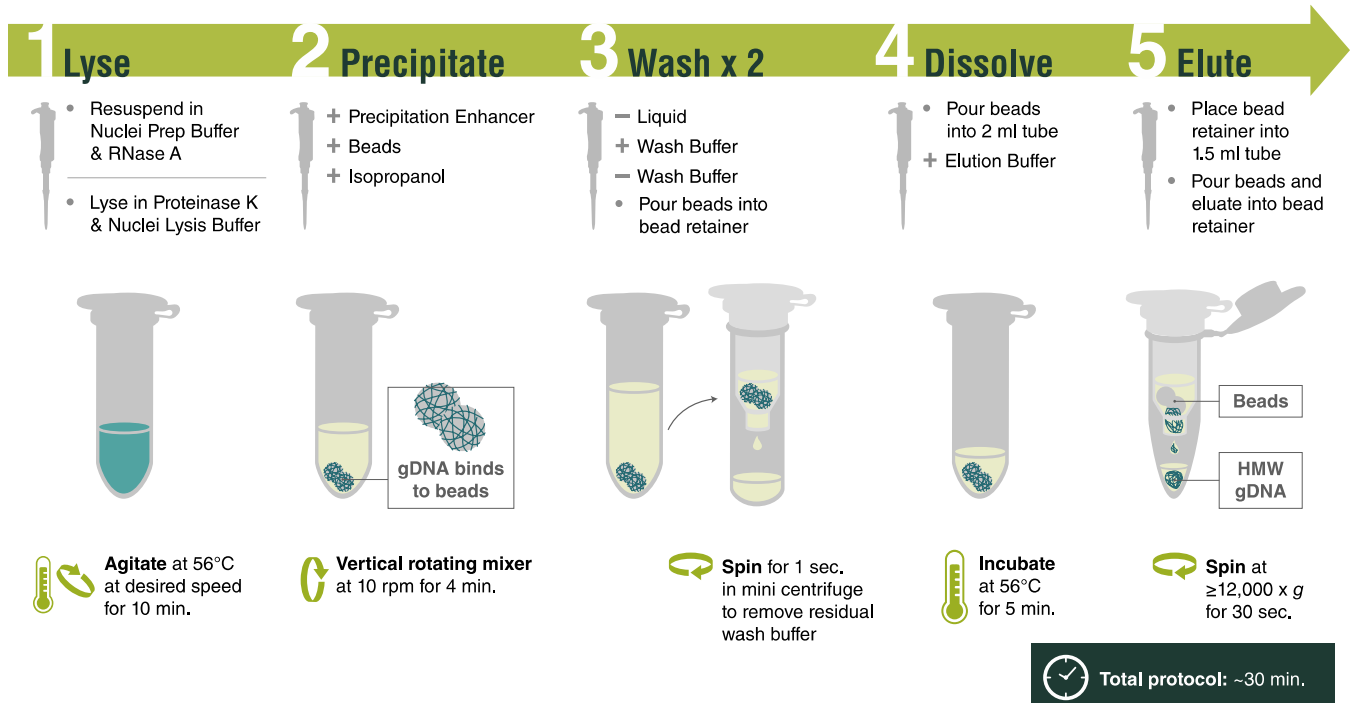 1 Lyse
• Resuspend in
Nuclei Prep Buffer
& RNase A
• Lyse in Proteinase K
& Nuclei Lysis Buffer
Agitate at 56°C
at desired speed
for 10 min.
2 Precipitate
+ Precipitation Enhancer
+ Beads
+ Isopropanol
gDNA binds
to beads
Vertical rotating mixer
at 10 rpm for 4 min.
3 Wash x 2
− Liquid
+ Wash Buffer
− Wash Buffer
• Pour beads into
bead retainer
Spin for 1 sec.
in mini centrifuge
to remove residual
wash buffer
4 Dissolve
• Pour beads
into 2 ml tube
+ Elution Buffer
Incubate
at 56°C
for 5 min.
5 Elute
• Place bead
retainer into
1.5 ml tube
• Pour beads and
eluate into bead
retainer
Beads
HMW
gDNA
Spin at
≥12,000 x g
for 30 sec.
Total protocol: ~30 min.